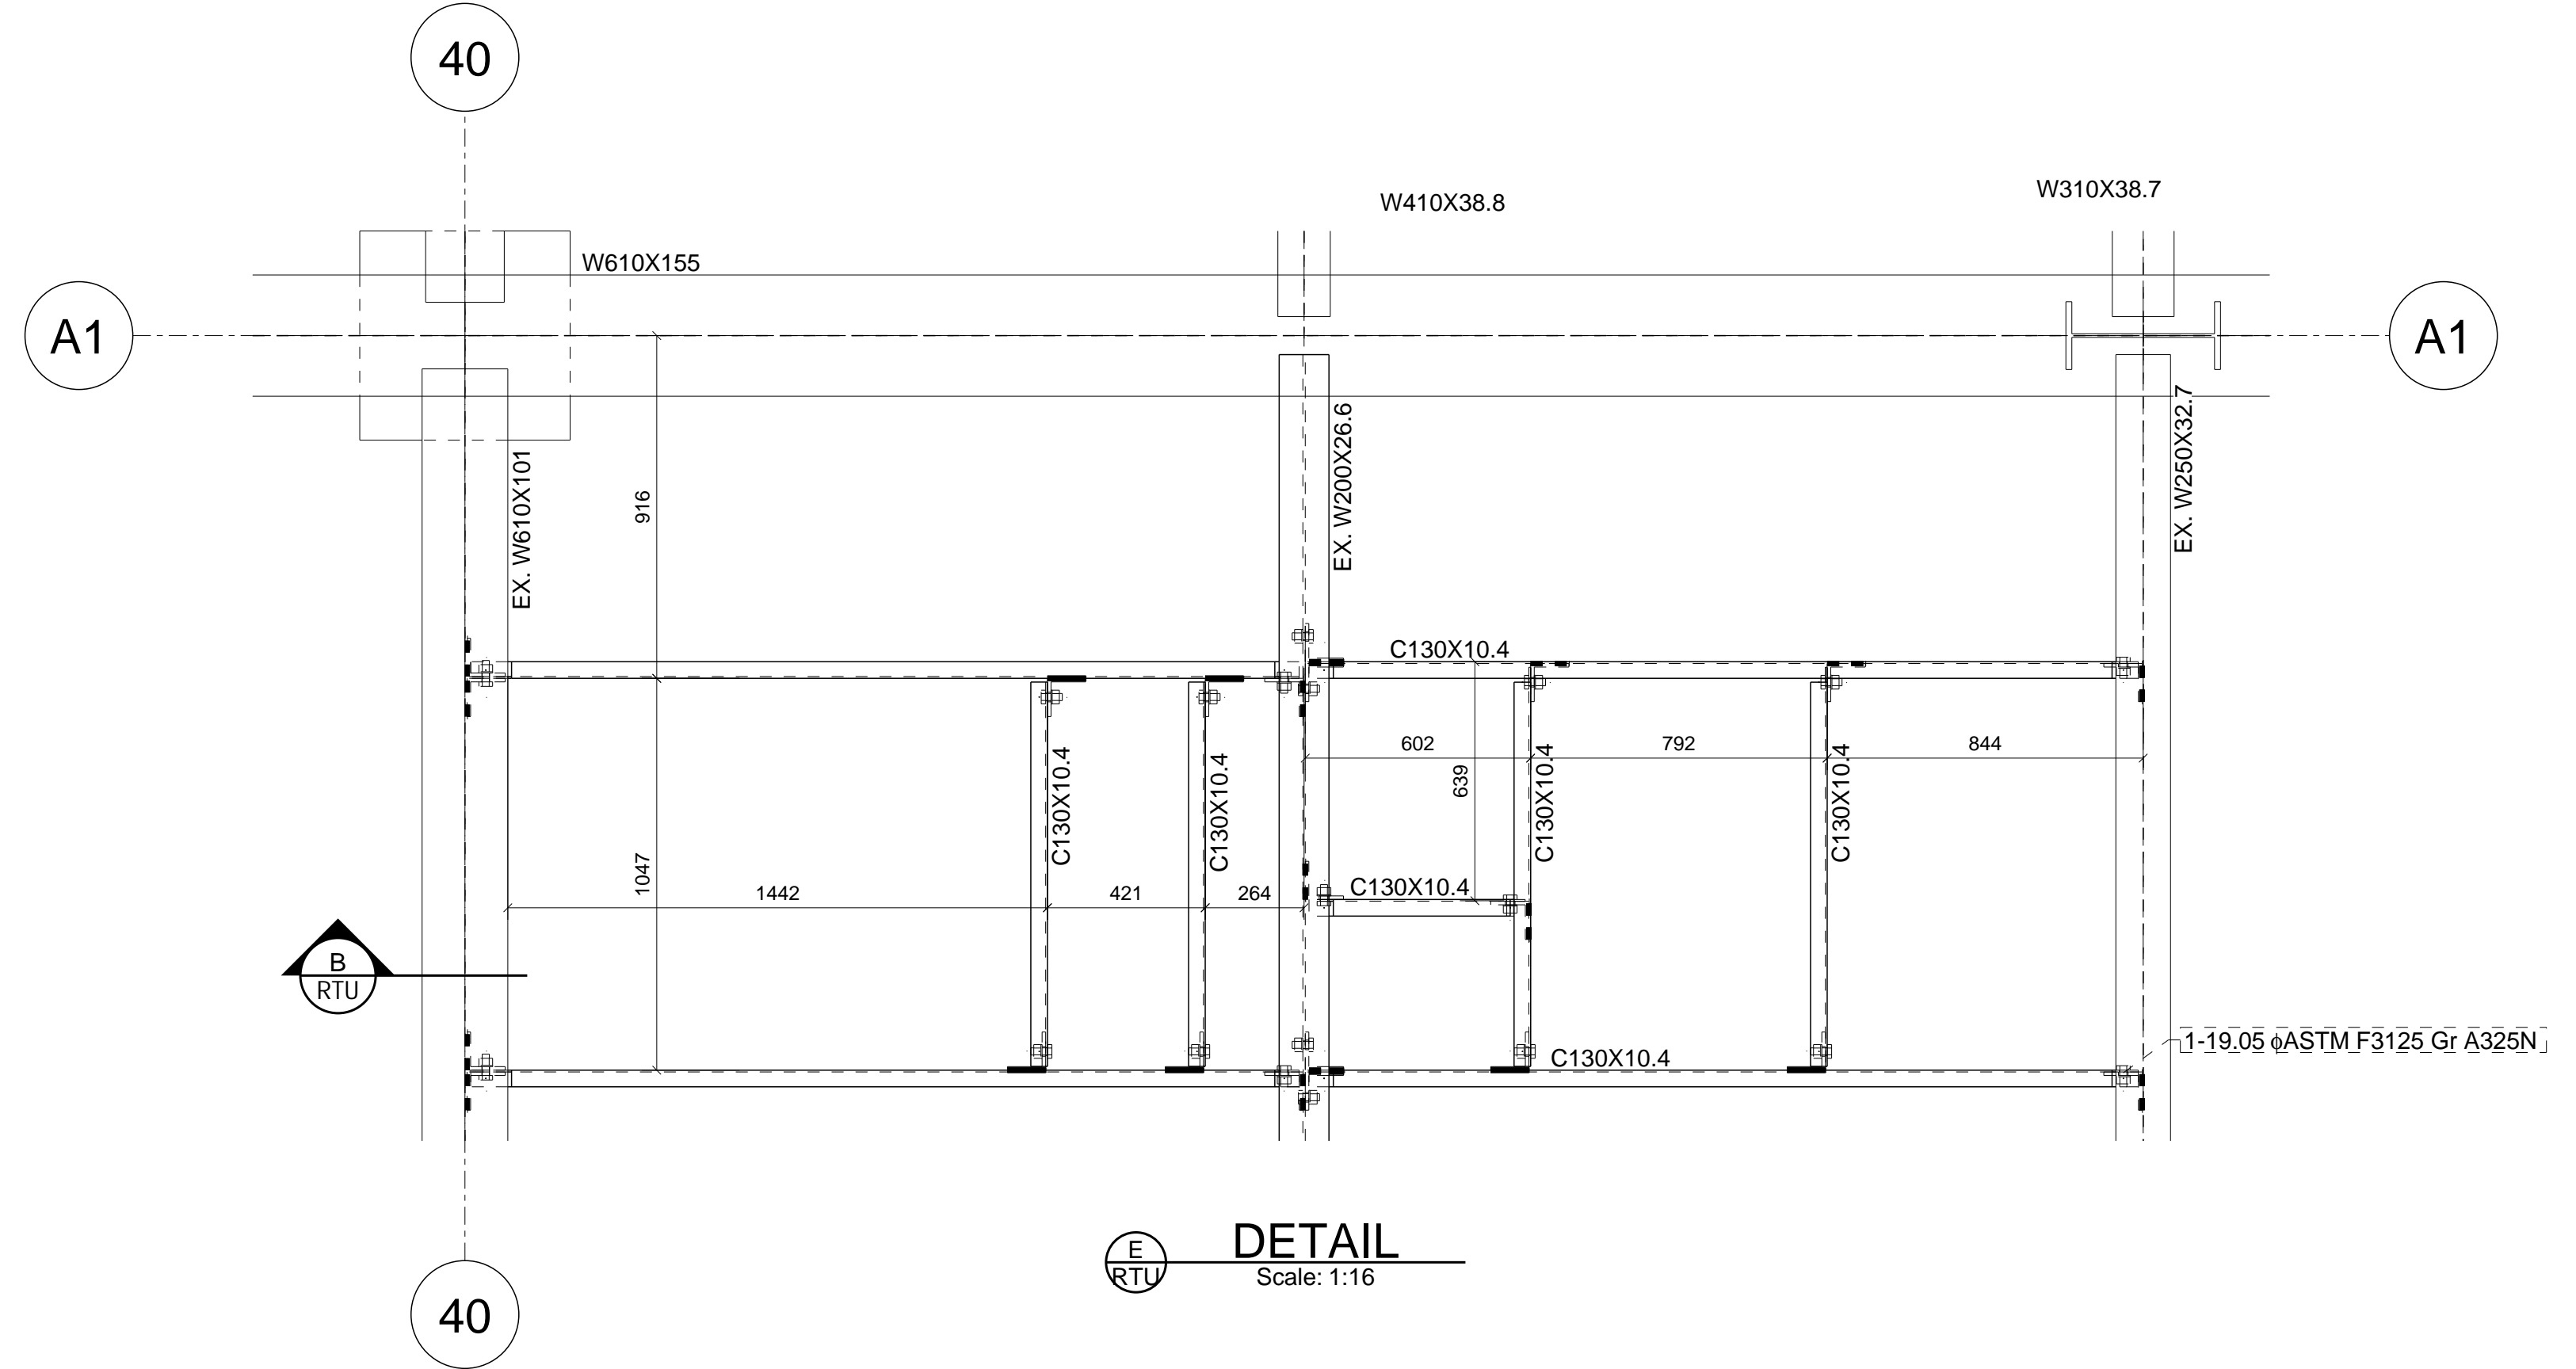 40
W410X38.8
W310X38.7
W610X155
A1
A1
EX. W610X101
916
EX. W200X26.6
EX. W250X32.7
C130X10.4
602
792
844
639
C130X10.4
C130X10.4
C130X10.4
C130X10.4
1047
1442
421
264
C130X10.4
B
RTU
1-19.05 ϕASTM F3125 Gr A325N
C130X10.4
E
RTU
DETAIL
Scale: 1:16
40